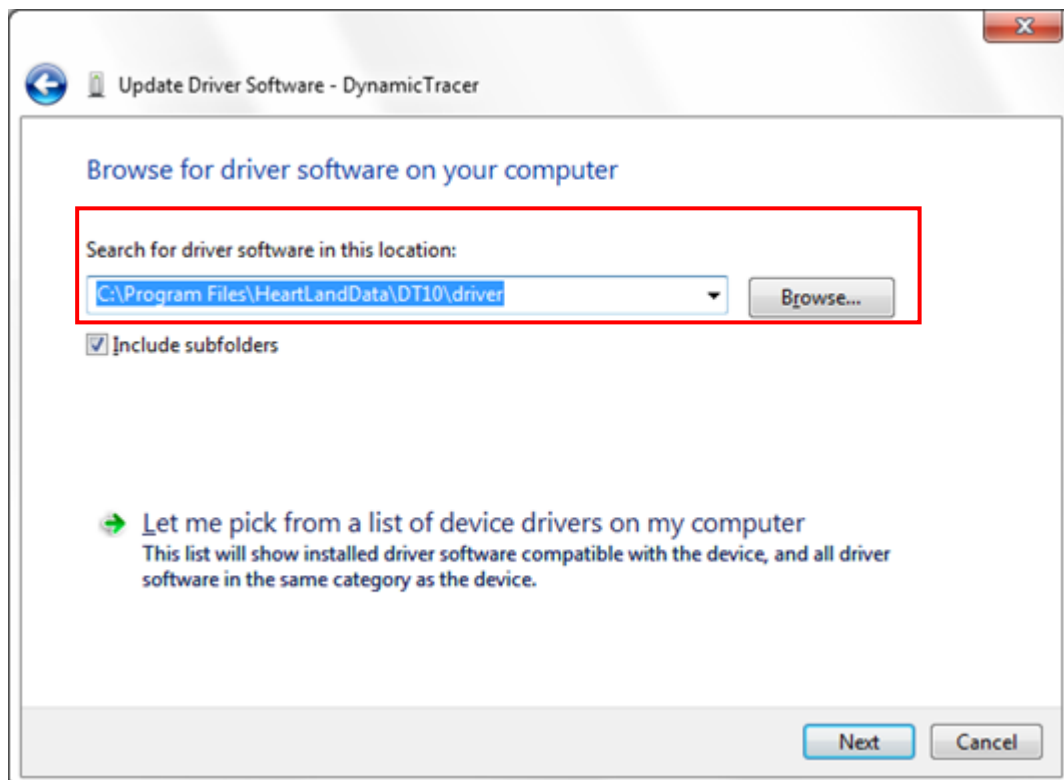 Update Driver Software - DynamicTracer
Browse for driver software on your computer
Search for driver software in this location:
C:\Program Files\HeartLandData\DT10\driver
Browse...
Include subfolders
Let me pick from a list of device drivers on my computer
This list will show installed driver software compatible with the device, and all driver
software in the same category as the device.
Next
Cancel